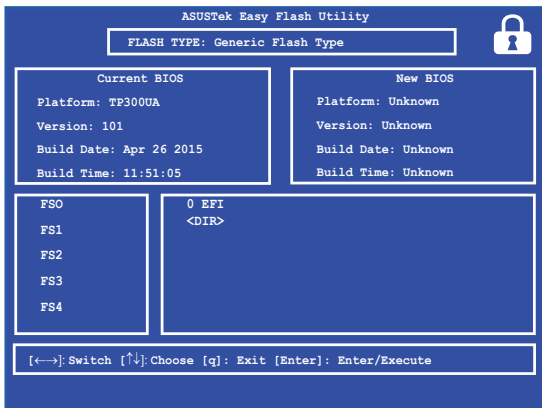 ASUSTek Easy Flash Utility
FLASH TYPE: Generic Flash Type
Current BIOS
Platform: TP300UA
Version: 101
Build Date: Apr 26 2015
Build Time: 11:51:05
New BIOS
Platform: Unknown
Version: Unknown
Build Date: Unknown
Build Time: Unknown
FSO
FS1
FS2
FS3
FS4
0 EFI
<DIR>
[←→]: Switch [↑↓]: Choose [q]: Exit [Enter]: Enter/Execute